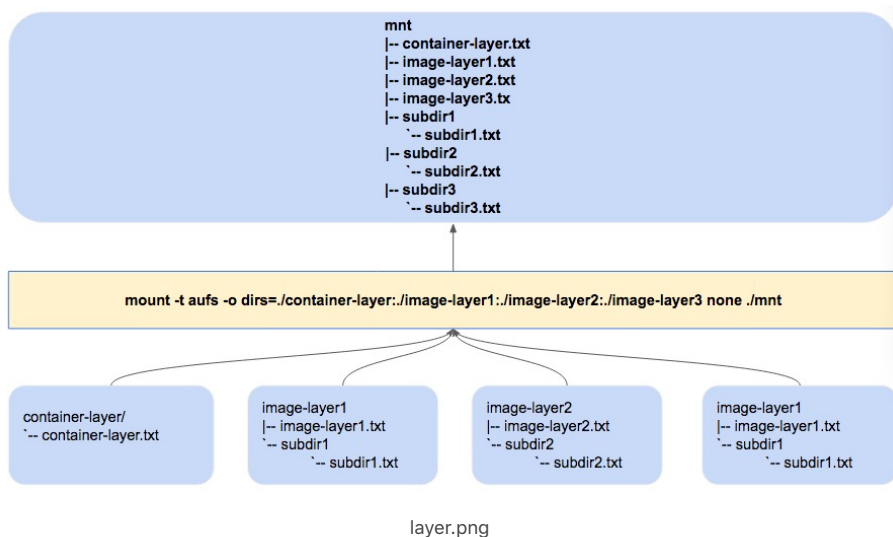 mnt
|-- container-layer.txt
|-- image-layer1.txt
|-- image-layer2.txt
|-- image-layer3.tx
|-- subdir1
`-- subdir1.txt
|-- subdir2
`-- subdir2.txt
|-- subdir3
`-- subdir3.txt
mount -t aufs -o dirs=./container-layer:./image-layer1:./image-layer2:./image-layer3 none ./mnt
container-layer/
`-- container-layer.txt
image-layer1
|-- image-layer1.txt
`-- subdir1
`-- subdir1.txt
image-layer2
|-- image-layer2.txt
`-- subdir2
`-- subdir2.txt
image-layer1
|-- image-layer1.txt
`-- subdir1
`-- subdir1.txt
layer.png